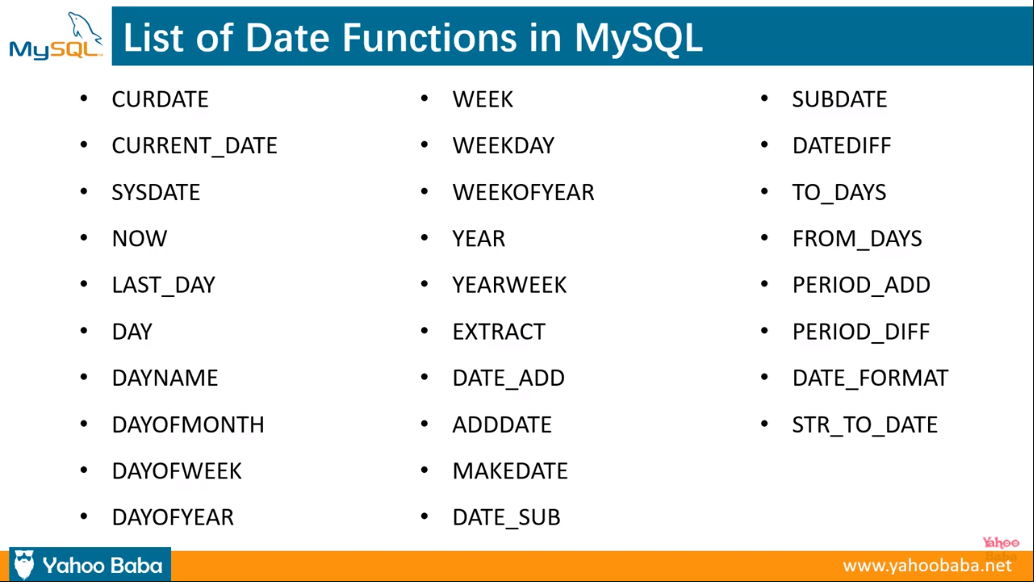 MySQL
List of Date Functions in MySQL
• CURDATE
• CURRENT_DATE
• SYSDATE
• NOW
• LAST_DAY
• DAY
• DAYNAME
• DAYOFMONTH
• DAYOFWEEK
• DAYOFYEAR
• WEEK
• WEEKDAY
• WEEKOFYEAR
• YEAR
• YEARWEEK
• EXTRACT
• DATE_ADD
• ADDDATE
• MAKEDATE
• DATE_SUB
• SUBDATE
• DATEDIFF
• TO_DAYS
• FROM_DAYS
• PERIOD_ADD
• PERIOD_DIFF
• DATE_FORMAT
• STR_TO_DATE
Yahoo
Baba
Yahoo Baba
www.yahoobaba.net